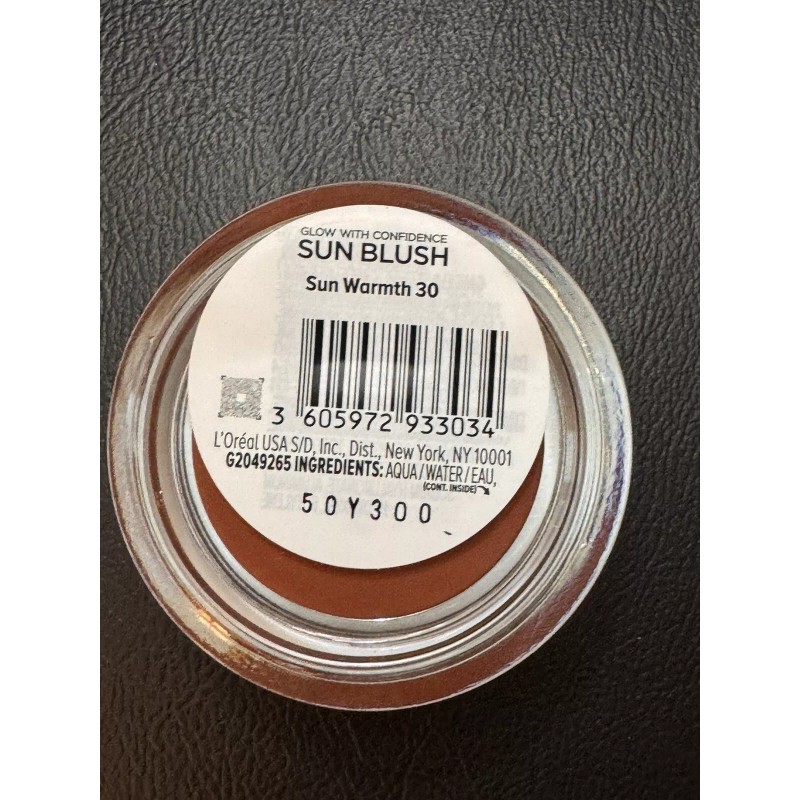 GLOW WITH CONFIDENCE
SUN BLUSH
Sun Warmth 30
3 605972 933034
L'Oréal USA S/D, Inc., Dist., New York, NY 10001
G2049265 INGREDIENTS: AQUA/WATER/EAU,
(CONT. INSIDE)
50Y300